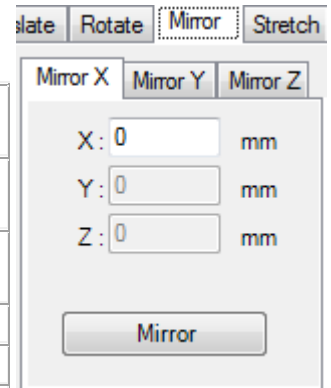 slate Rotate Mirror Stretch
Mirror X Mirror Y Mirror Z
X : 0 mm
Y : 0 mm
Z : 0 mm
Mirror